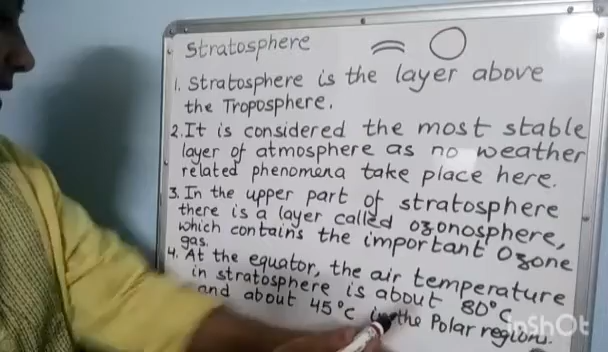 Stratosphere
1. Stratosphere is the layer above
the Troposphere.
2. It is considered the most stable
layer of atmosphere as no weather
related phenomena take place here.
3. In the upper part of stratosphere
there is a layer called ozonosphere,
which contains the important Ozone
gas.
4. At the equator, the air temperature
in stratosphere is about 80°C
and about 45°C in the Polar regions.
InShOt